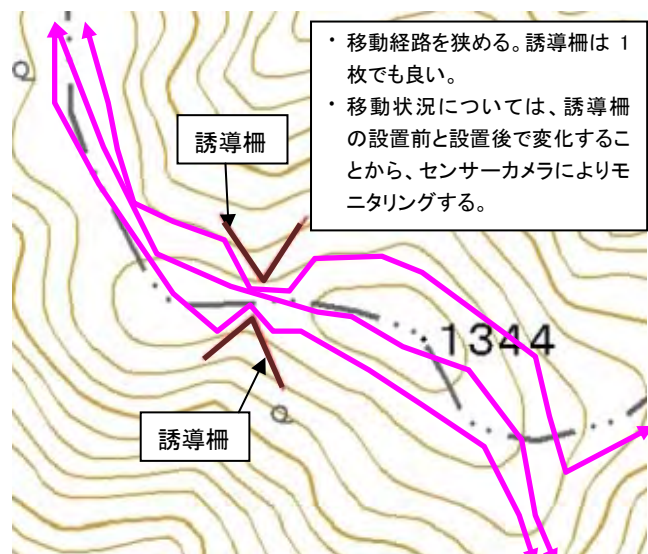 ・ 移動経路を狭める。誘導柵は 1
枚でも良い。
・ 移動状況については、誘導柵
の設置前と設置後で変化するこ
とから、センサーカメラによりモ
ニタリングする。
誘導柵
1344
誘導柵